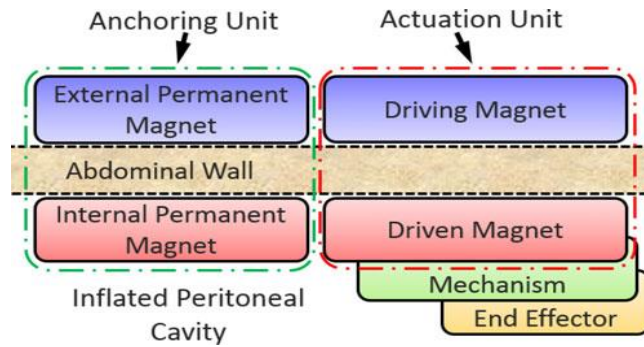 Anchoring Unit
Actuation Unit
External Permanent
Magnet
Driving Magnet
Abdominal Wall
Internal Permanent
Magnet
Driven Magnet
Mechanism
End Effector
Inflated Peritoneal
Cavity